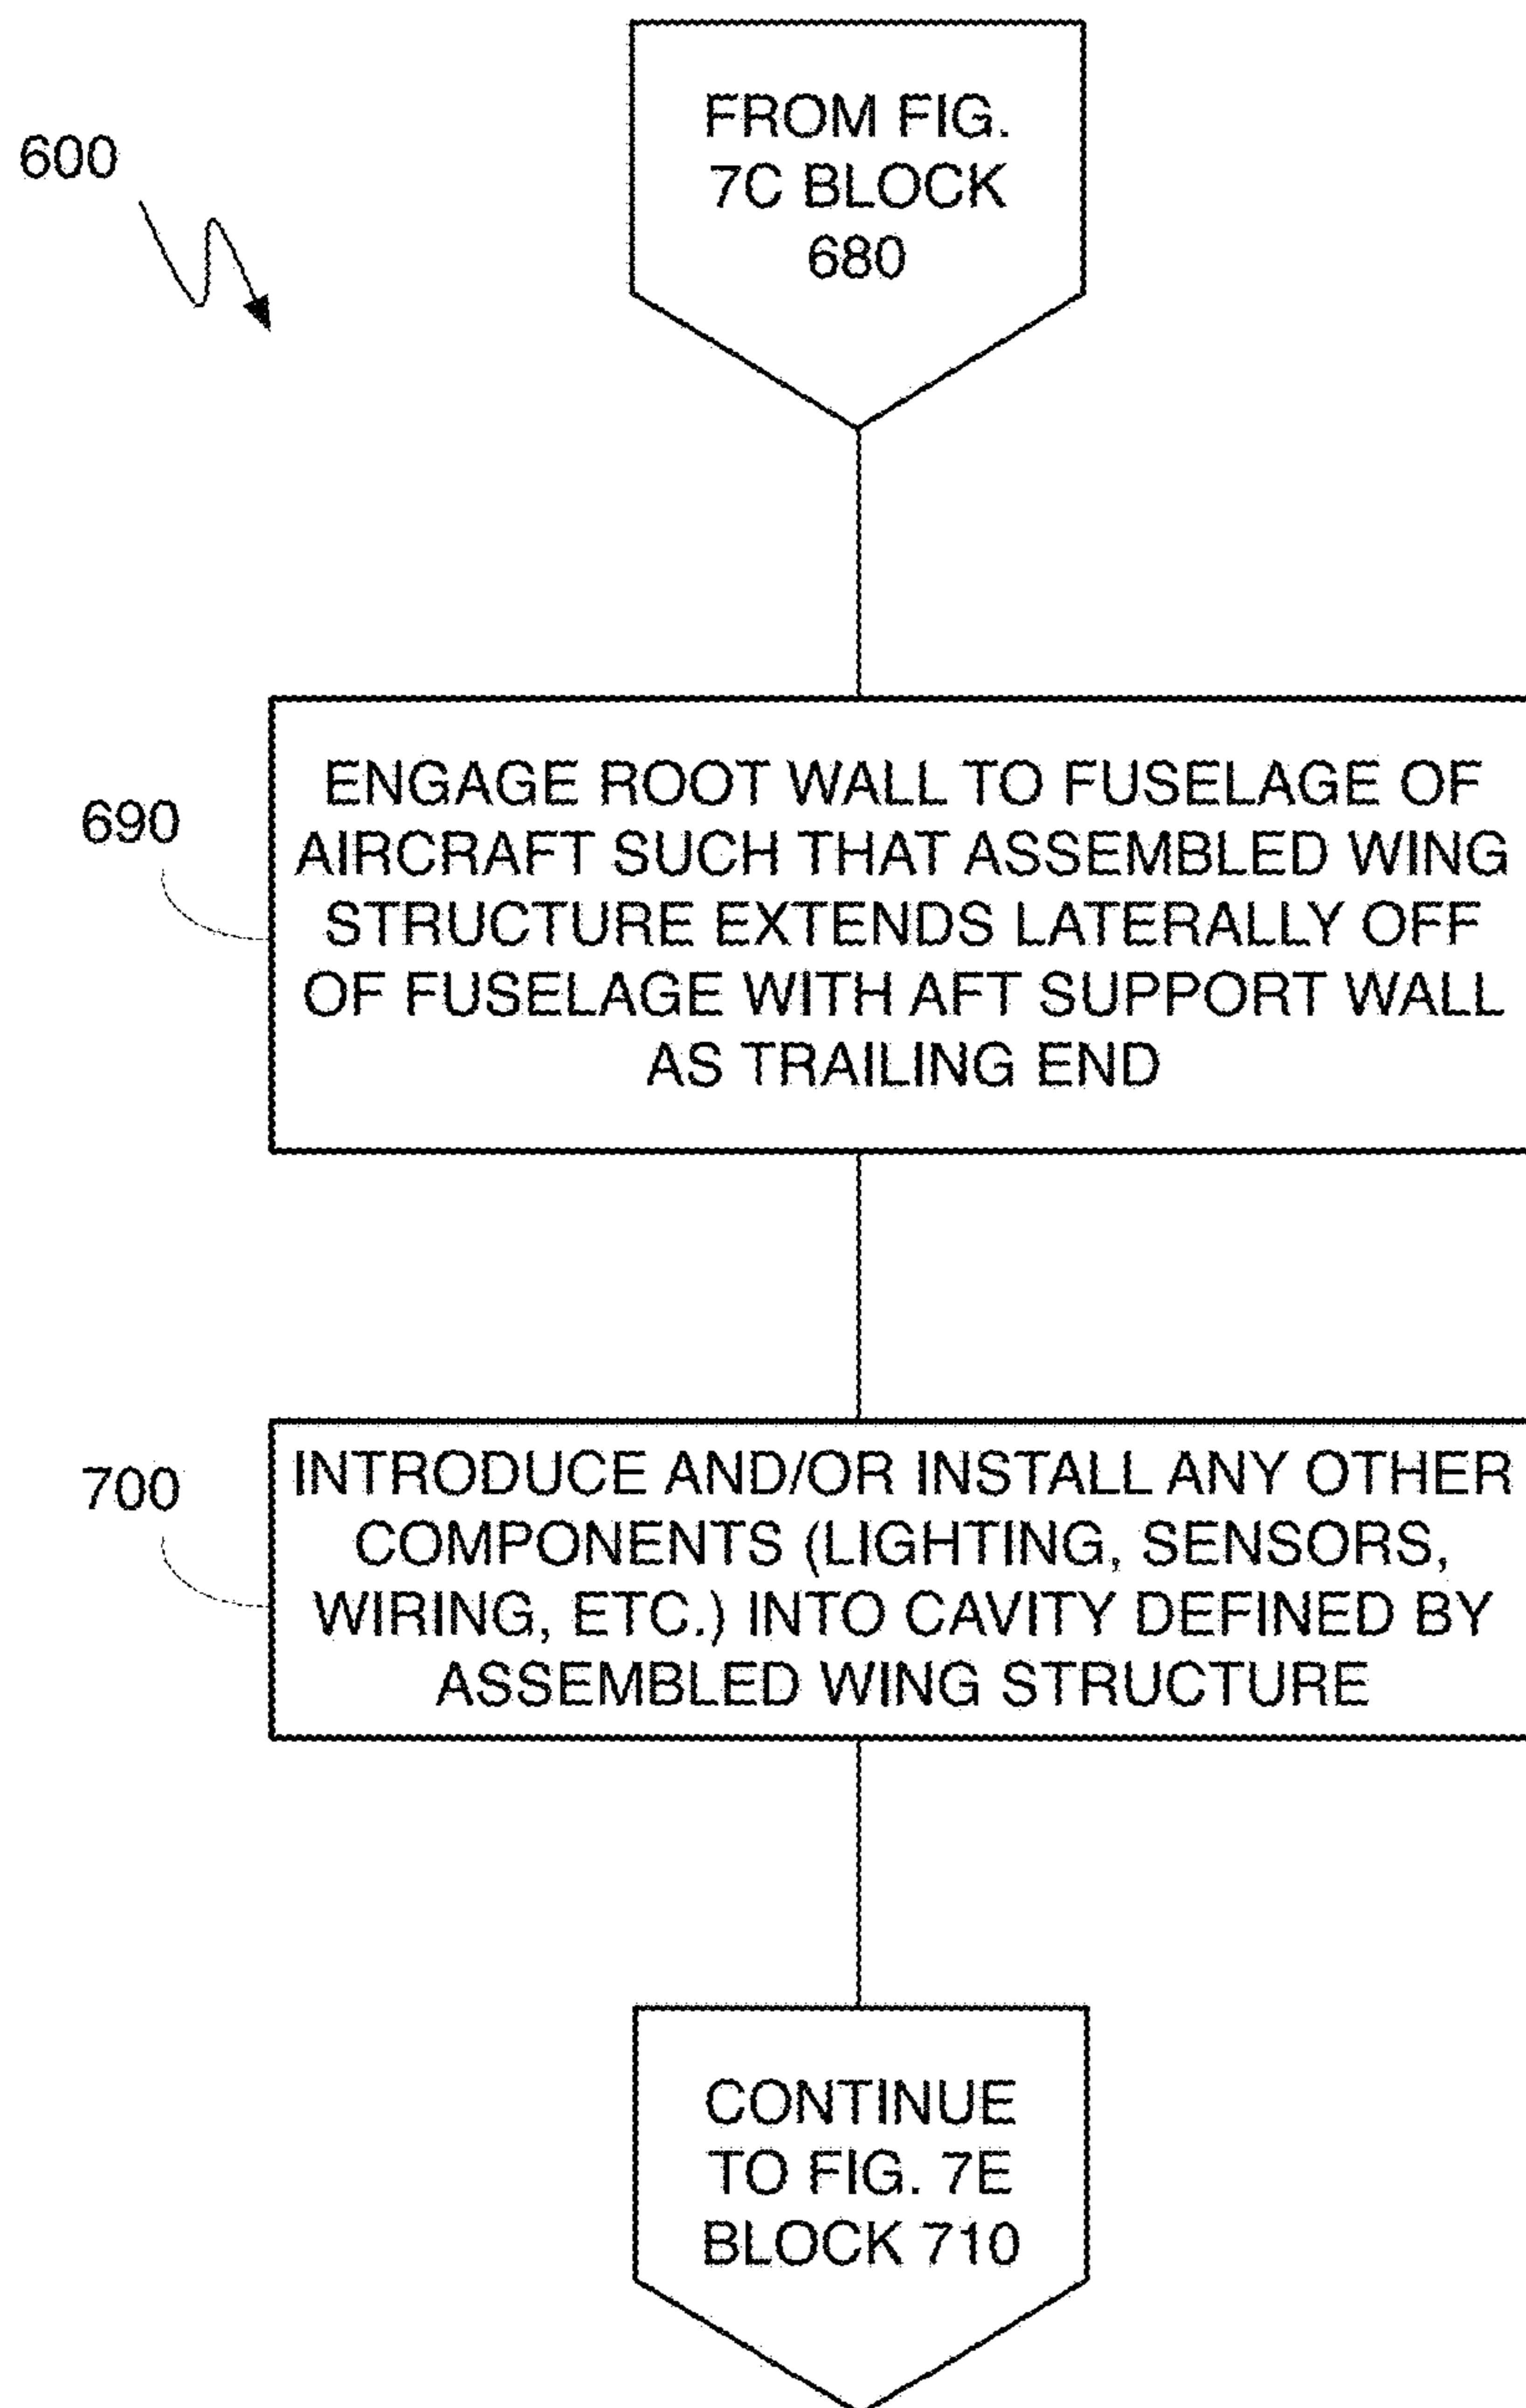 600
FROM FIG.
7C BLOCK
680
690
ENGAGE ROOT WALL TO FUSELAGE OF
AIRCRAFT SUCH THAT ASSEMBLED WING
STRUCTURE EXTENDS LATERALLY OFF
OF FUSELAGE WITH AFT SUPPORT WALL
AS TRAILING END
700
INTRODUCE AND/OR INSTALL ANY OTHER
COMPONENTS (LIGHTING, SENSORS,
WIRING, ETC.) INTO CAVITY DEFINED BY
ASSEMBLED WING STRUCTURE
CONTINUE
TO FIG. 7E
BLOCK 710